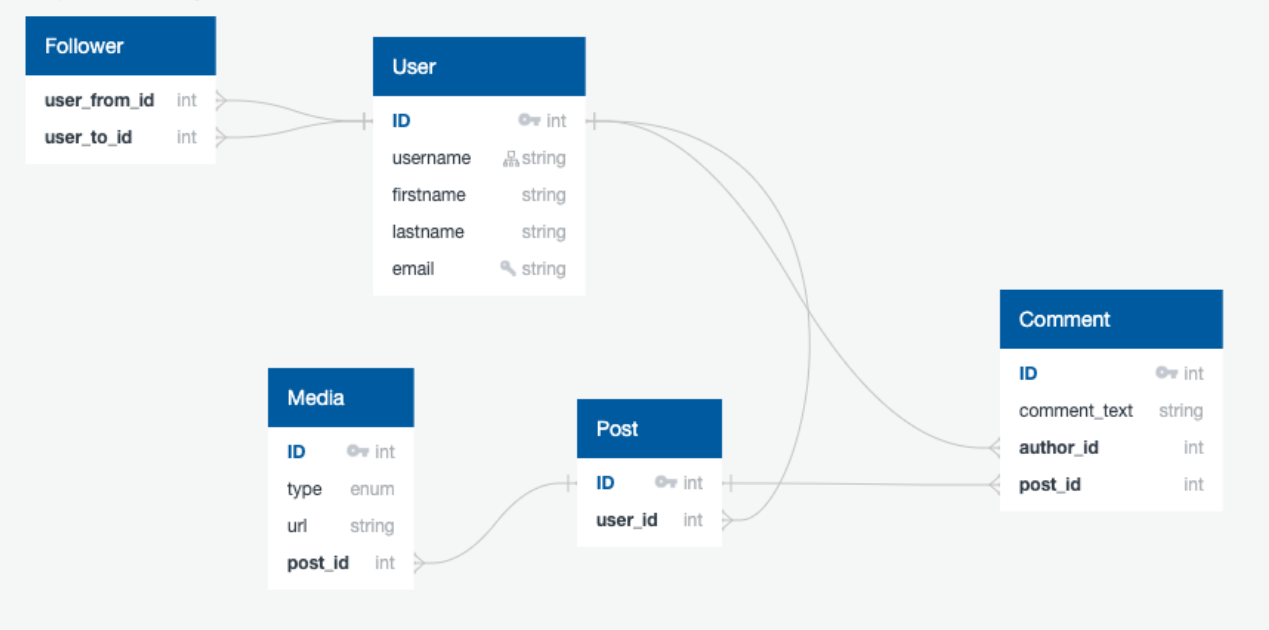 Follower
user_from_id int
user_to_id int
User
ID int
username string
firstname string
lastname string
email string
Media
ID int
type enum
url string
post_id int
Post
ID int
user_id int
Comment
ID int
comment_text string
author_id int
post_id int